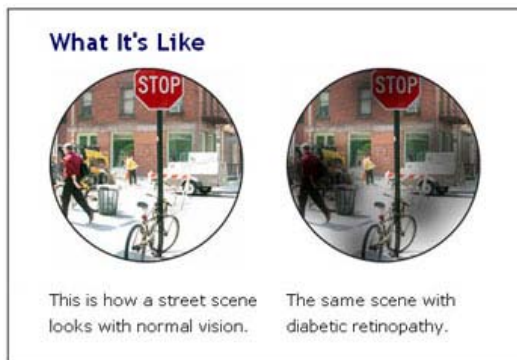 What It's Like
STOP
STOP
This is how a street scene
looks with normal vision.
The same scene with
diabetic retinopathy.